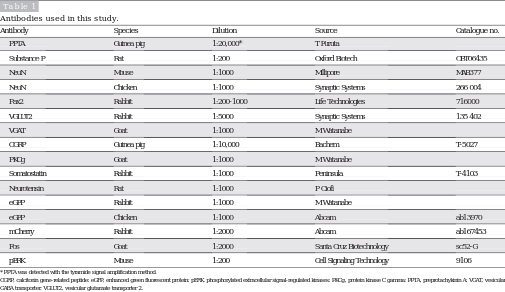 Table 1
Antibodies used in this study.
Antibody Species Dilution Source Catalogue no.
PPTA Guinea pig 1:20,000* T Furuta
Substance P Rat 1:200 Oxford Biotech OBT06435
NeuN Mouse 1:1000 Millipore MAB377
NeuN Chicken 1:1000 Synaptic Systems 266 004
Pax2 Rabbit 1:200-1000 Life Technologies 716000
VGLUT2 Rabbit 1:5000 Synaptic Systems 135 402
VGAT Goat 1:1000 M Watanabe
CGRP Guinea pig 1:10,000 Bachem T-5027
PKCg Goat 1:1000 M Watanabe
Somatostatin Rabbit 1:1000 Peninsula T-4103
Neurotensin Rat 1:1000 P Ciofi
eGFP Rabbit 1:1000 M Watanabe
eGFP Chicken 1:1000 Abcam ab13970
mCherry Rabbit 1:2000 Abcam ab167453
Fos Goat 1:2000 Santa Cruz Biotechnology sc52-G
pERK Mouse 1:200 Cell Signaling Technology 9106
* PPTA was detected with the tyramide signal amplification method.
CGRP, calcitonin gene-related peptide; eGFP, enhanced green fluorescent protein; pERK, phosphorylated extracellular signal-regulated kinases; PKCg, protein kinase C gamma; PPTA, preprotachykinin A; VGAT, vesicular
GABA transporter; VGLUT2, vesicular glutamate transporter 2.